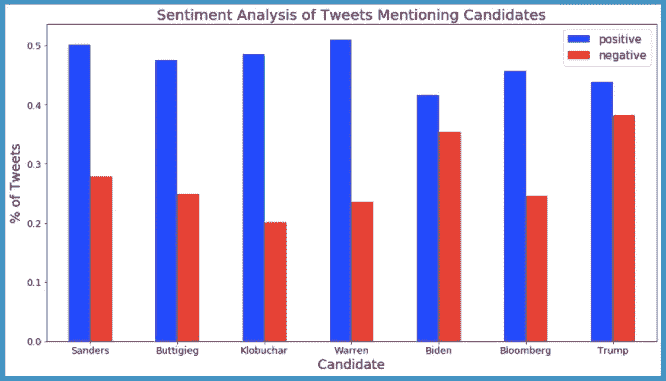 Sentiment Analysis of Tweets Mentioning Candidates
positive
negative
% of Tweets
0.5
0.4
0.3
0.2
0.1
0.0
Sanders Buttigieg Klobuchar Warren Biden Bloomberg Trump
Candidate